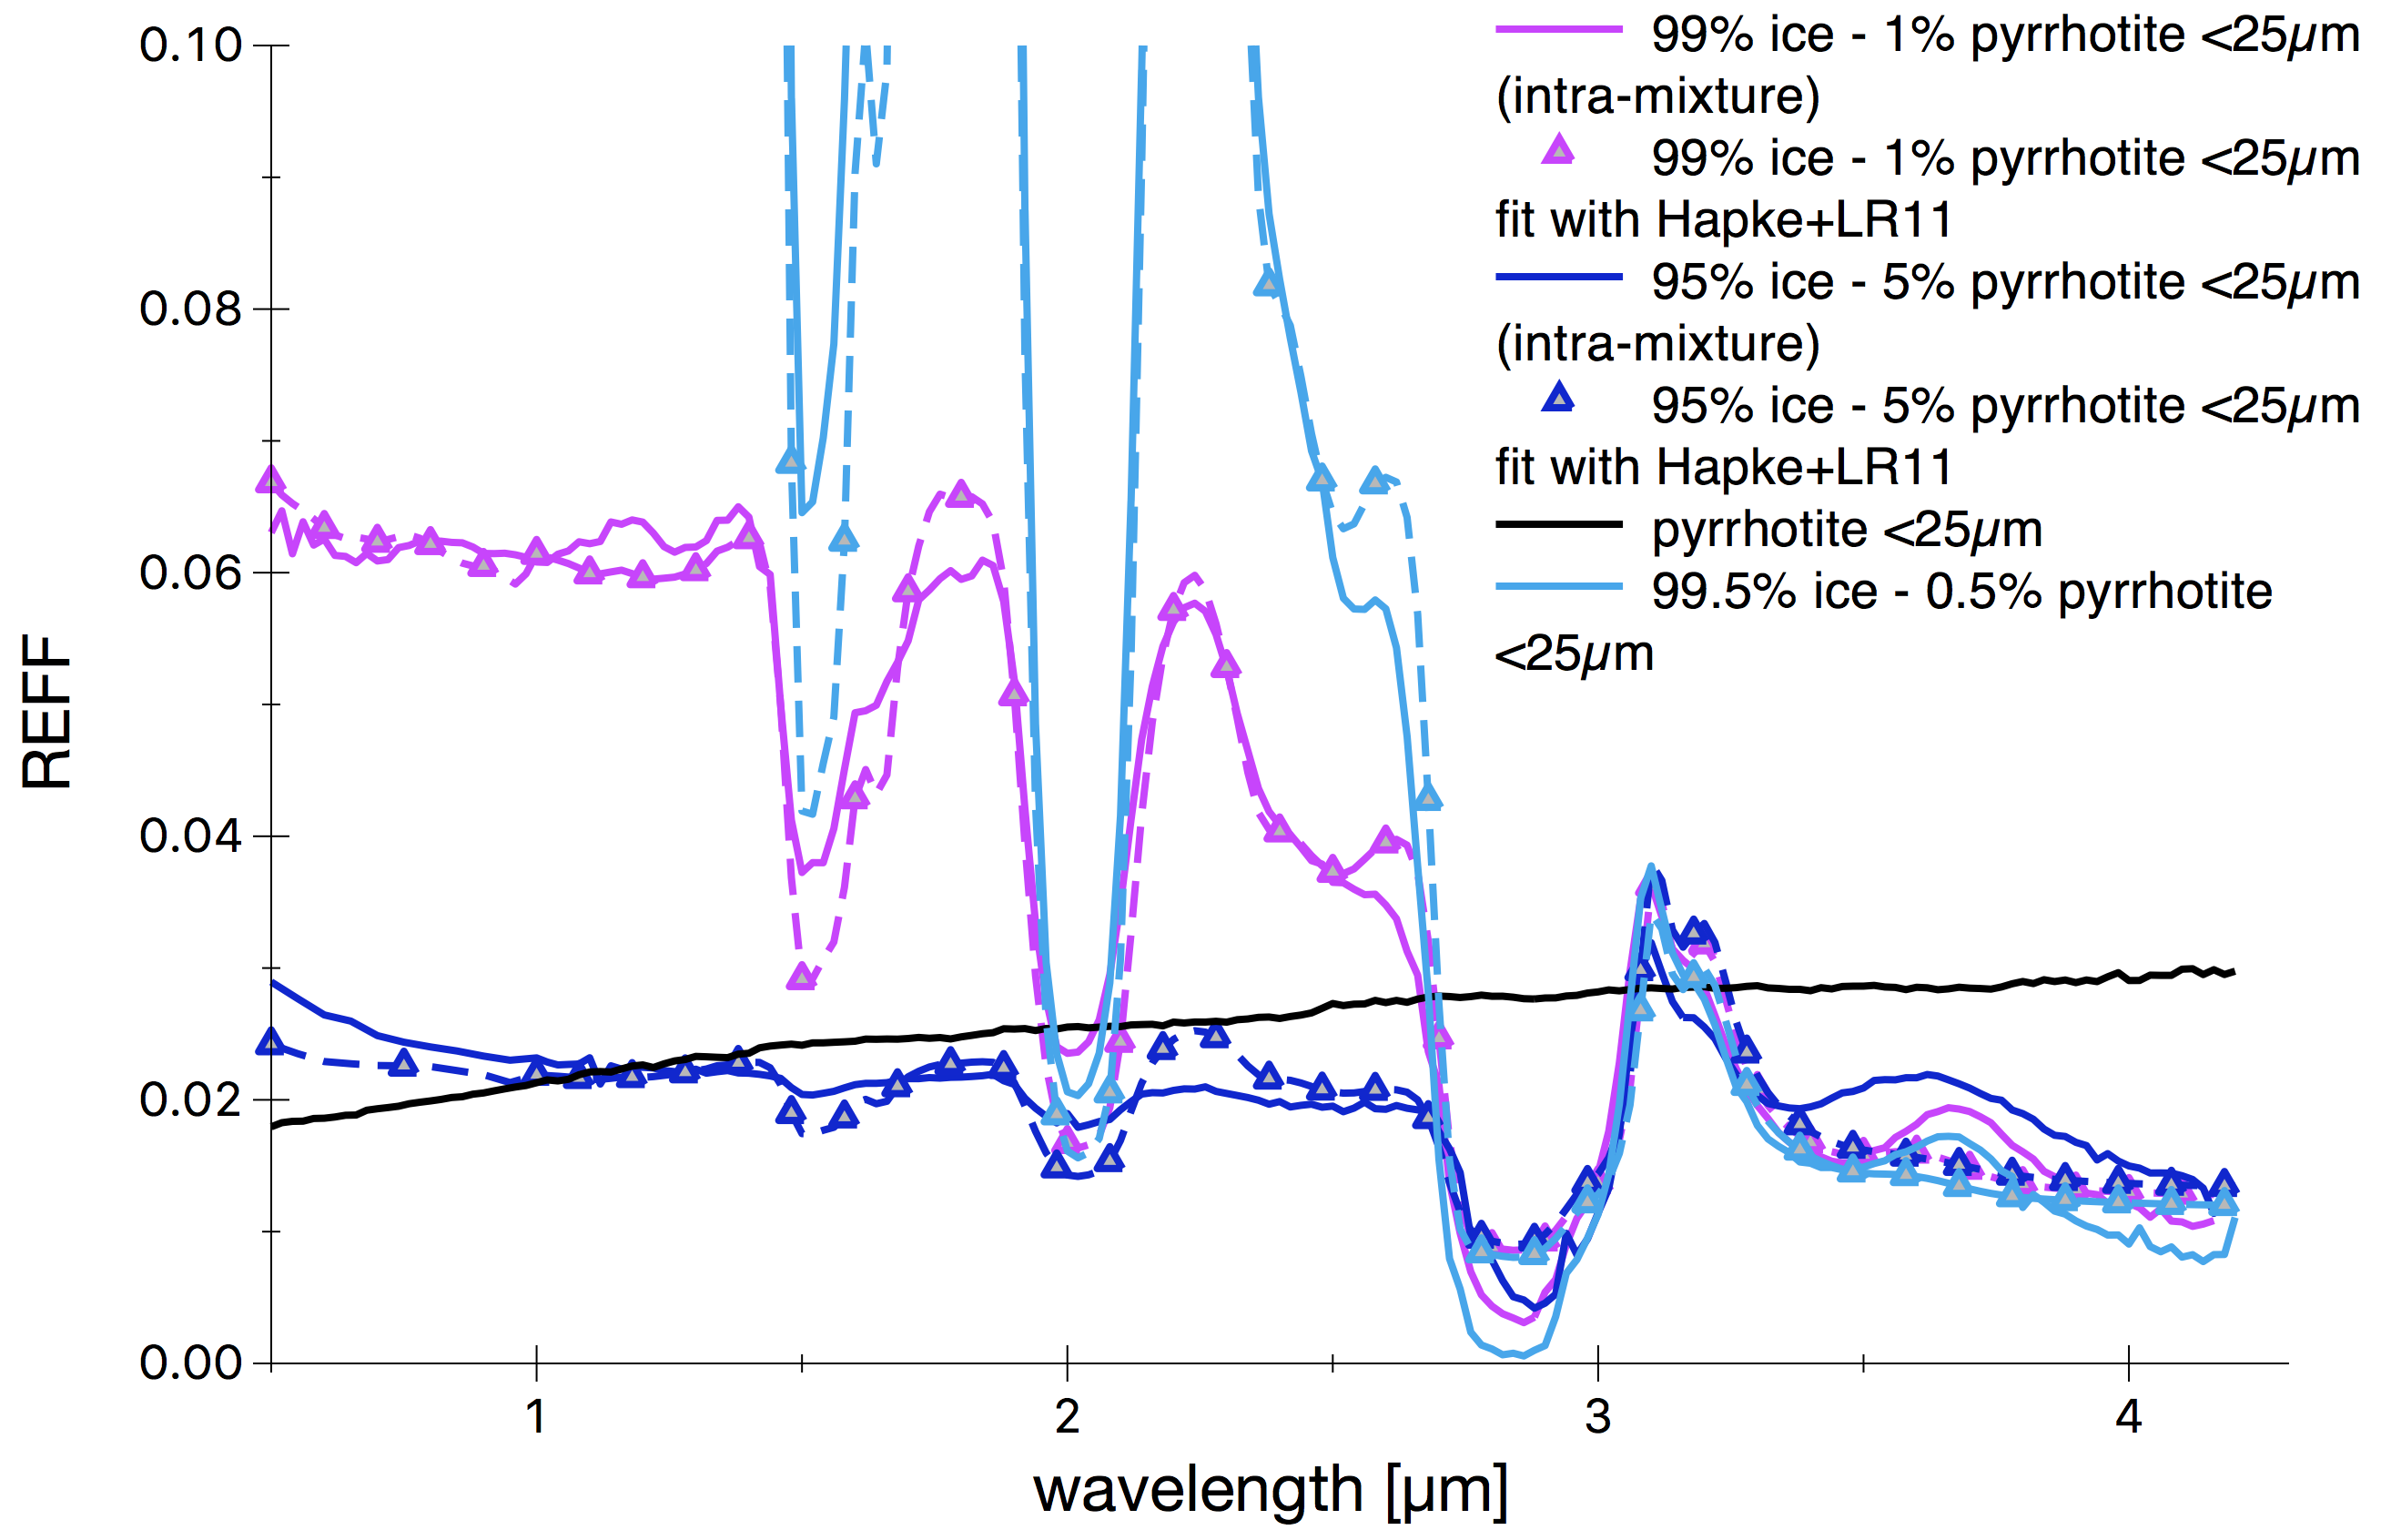 0.10
0.08
0.06
0.04
0.02
0.00
REFF
1 2 3 4
wavelength [µm]
99% ice - 1% pyrrhotite <25µm
(intra-mixture)
99% ice - 1% pyrrhotite <25µm
fit with Hapke+LR11
95% ice - 5% pyrrhotite <25µm
(intra-mixture)
95% ice - 5% pyrrhotite <25µm
fit with Hapke+LR11
pyrrhotite <25µm
99.5% ice - 0.5% pyrrhotite
<25µm